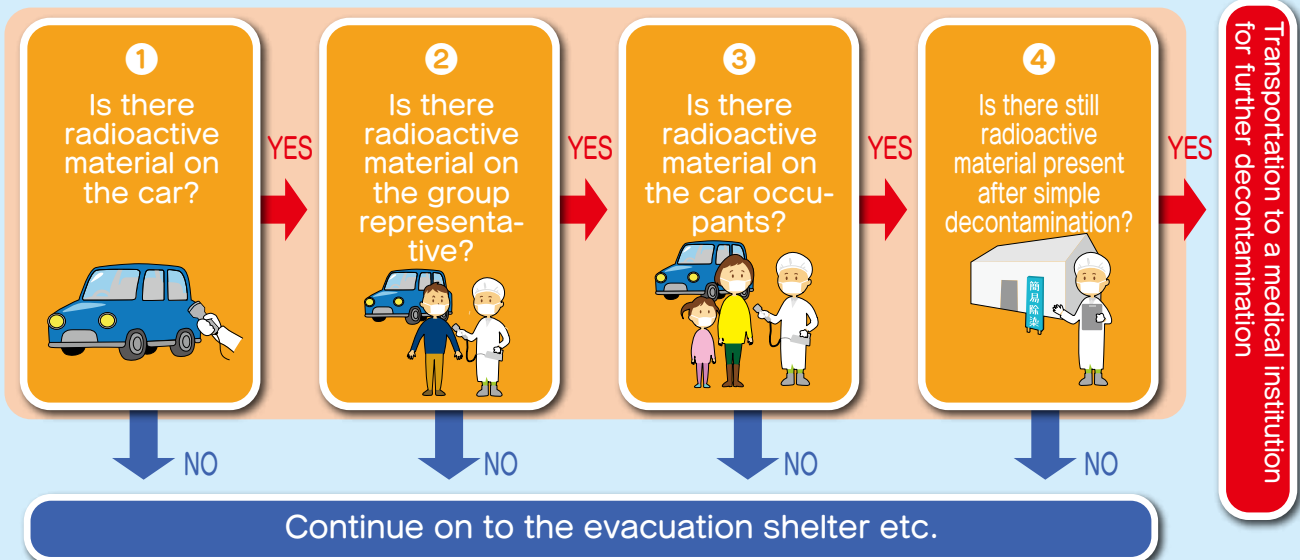 1
Is there
radioactive
material on
the car?
YES
2
Is there
radioactive
material on
the group
representa-
tive?
YES
3
Is there
radioactive
material on
the car occu-
pants?
YES
4
Is there still
radioactive
material present
after simple
decontamination?
簡易除染
YES
Transportation to a medical institution
for further decontamination
NO
NO
NO
NO
Continue on to the evacuation shelter etc.